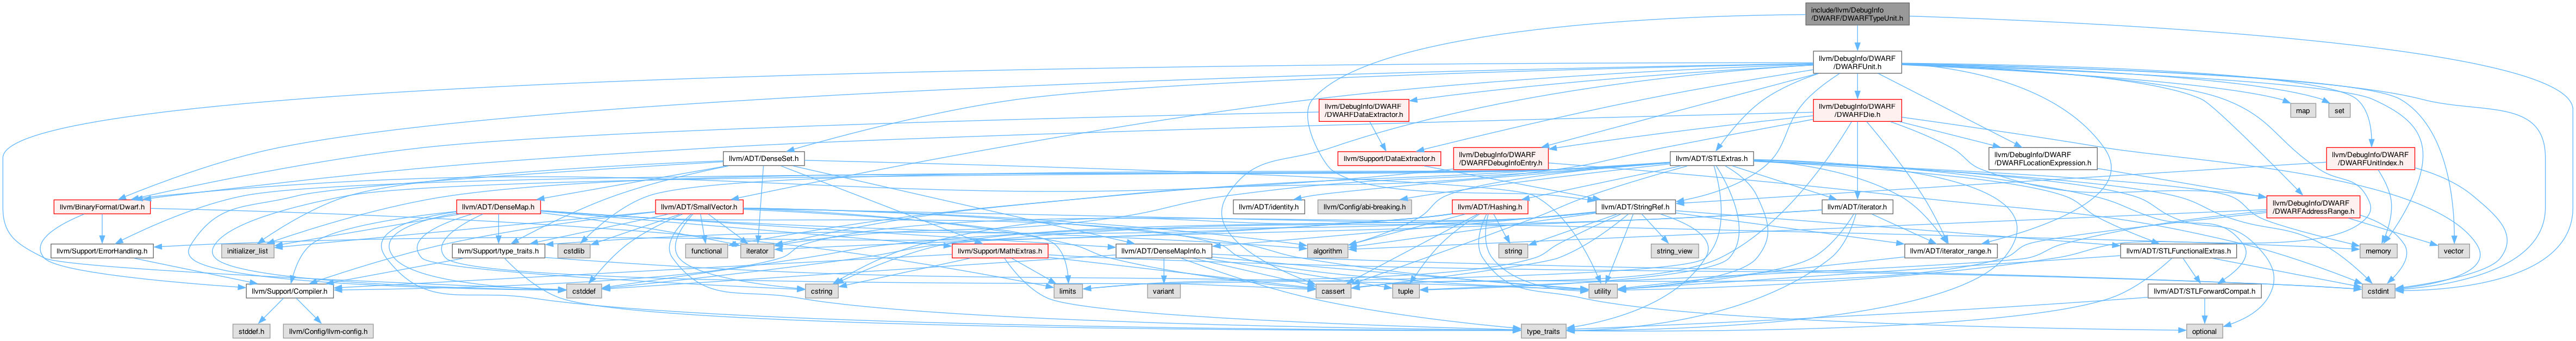 include/llvm/DebugInfo
/DWARF/DWARFTypeUnit.h
llvm/DebugInfo/DWARF
/DWARFUnit.h
llvm/DebugInfo/DWARF
/DWARFDataExtractor.h
llvm/DebugInfo/DWARF
/DWARFDie.h
map
set
llvm/ADT/DenseSet.h
llvm/Support/DataExtractor.h
llvm/DebugInfo/DWARF
/DWARFDebugInfoEntry.h
llvm/ADT/STLExtras.h
llvm/DebugInfo/DWARF
/DWARFLocationExpression.h
llvm/DebugInfo/DWARF
/DWARFUnitIndex.h
llvm/BinaryFormat/Dwarf.h
llvm/ADT/DenseMap.h
llvm/ADT/SmallVector.h
llvm/ADT/identity.h
llvm/Config/abi-breaking.h
llvm/ADT/Hashing.h
llvm/ADT/StringRef.h
llvm/ADT/iterator.h
llvm/DebugInfo/DWARF
/DWARFAddressRange.h
llvm/Support/ErrorHandling.h
initializer_list
llvm/Support/type_traits.h
cstdlib
functional
iterator
llvm/Support/MathExtras.h
llvm/ADT/DenseMapInfo.h
algorithm
string
string_view
llvm/ADT/iterator_range.h
llvm/ADT/STLFunctionalExtras.h
memory
vector
llvm/Support/Compiler.h
cstddef
cstring
limits
variant
cassert
tuple
utility
llvm/ADT/STLForwardCompat.h
cstdint
stddef.h
llvm/Config/llvm-config.h
type_traits
optional